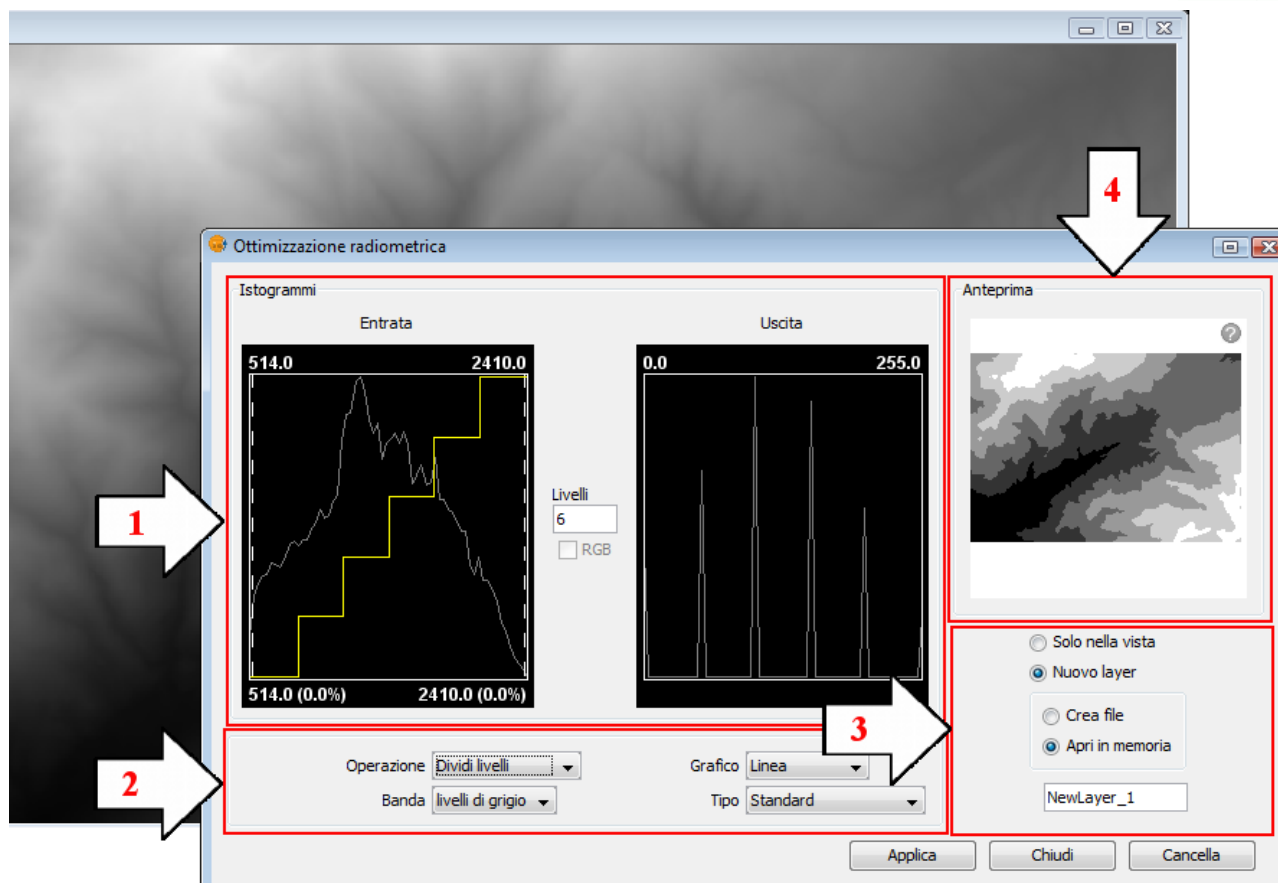 4
Ottimizzazione radiometrica
Istogrammi
Anteprima
Entrata
Uscita
?
514.0 2410.0
0.0 255.0
Livelli
6
RGB
1
514.0 (0.0%) 2410.0 (0.0%)
Solo nella vista
Nuovo layer
Crea file
Apri in memoria
NewLayer_1
3
2
Operazione Dividi livelli
Grafico Linea
Banda livelli di grigio
Tipo Standard
Applica Chiudi Cancella